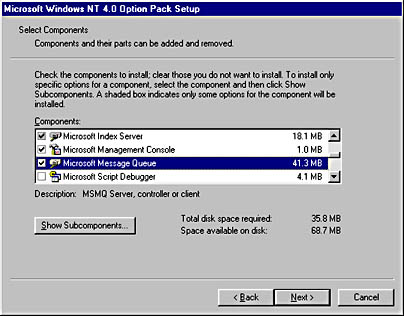 Microsoft Windows NT 4.0 Option Pack Setup
Select Components
Components and their parts can be added and removed.
Check the components to install; clear those you do not want to install. To install only
specific options for a component, select the component and then click Show
Subcomponents. A shaded box indicates only some options for the component will be
installed.
Components:
Microsoft Index Server 18.1 MB
Microsoft Management Console 1.0 MB
Microsoft Message Queue 41.3 MB
Microsoft Script Debugger 4.1 MB
Description: MSMQ Server, controller or client
Show Subcomponents...
Total disk space required: 35.8 MB
Space available on disk: 68.7 MB
< Back Next > Cancel